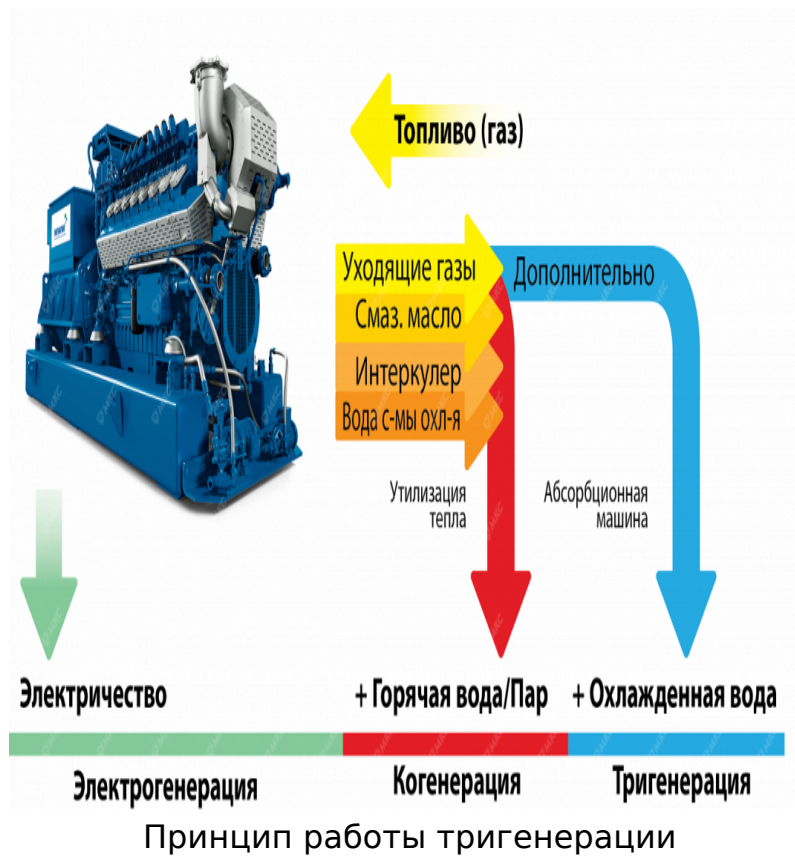 Топливо (газ)
Уходящие газы
Дополнительно
Смаз. масло
Интеркулер
Вода с-мы охл-я
Утилизация
тепла
Абсорбционная
машина
Электричество
+ Горячая вода/Пар
+ Охлажденная вода
Электрогенерация
Когенерация
Тригенерация
Принцип работы тригенерации